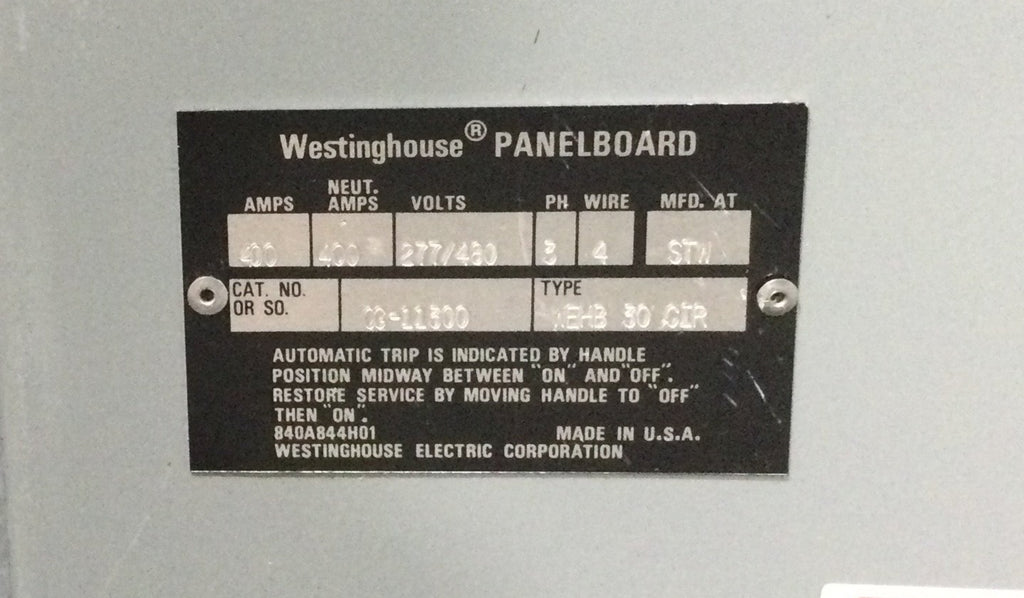 Westinghouse® PANELBOARD
AMPS NEUT. AMPS VOLTS PH WIRE MFD. AT
400 400 277/480 3 4 STW
CAT. NO. OR SO. TYPE
30 CIR
AUTOMATIC TRIP IS INDICATED BY HANDLE
POSITION MIDWAY BETWEEN "ON" AND "OFF".
RESTORE SERVICE BY MOVING HANDLE TO "OFF"
THEN "ON".
840A844H01 MADE IN U.S.A.
WESTINGHOUSE ELECTRIC CORPORATION